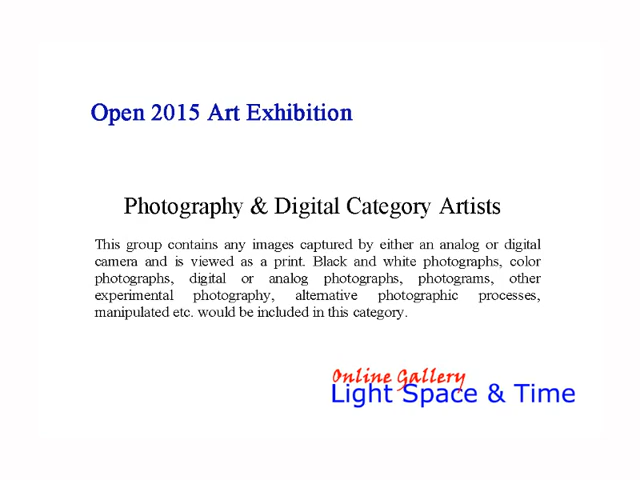 Open 2015 Art Exhibition
Photography & Digital Category Artists
This group contains any images captured by either an analog or digital
camera and is viewed as a print. Black and white photographs, color
photographs, digital or analog photographs, photograms, other
experimental photography, alternative photographic processes,
manipulated etc. would be included in this category.
Online Gallery
Light Space & Time